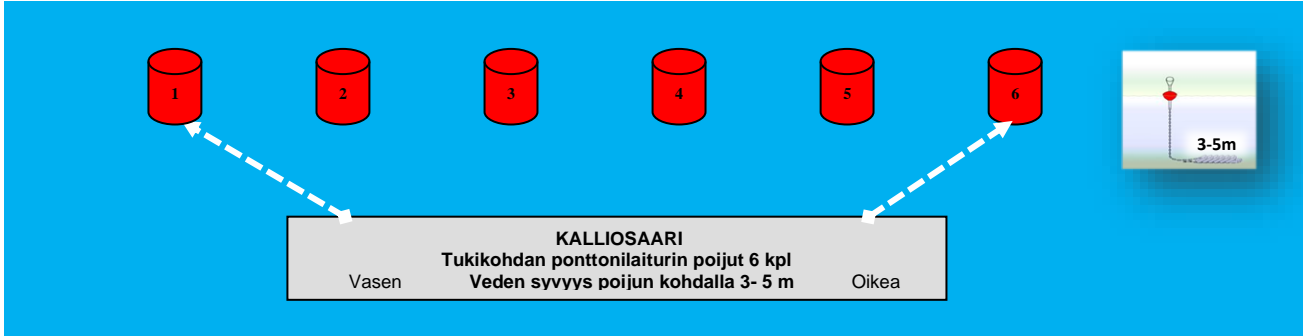 1 2 3 4 5 6
3-5m
KALLIOSAARI
Tukikohdan ponttonilaiturin poijut 6 kpl
Vasen Veden syvyys poijun kohdalla 3- 5 m Oikea